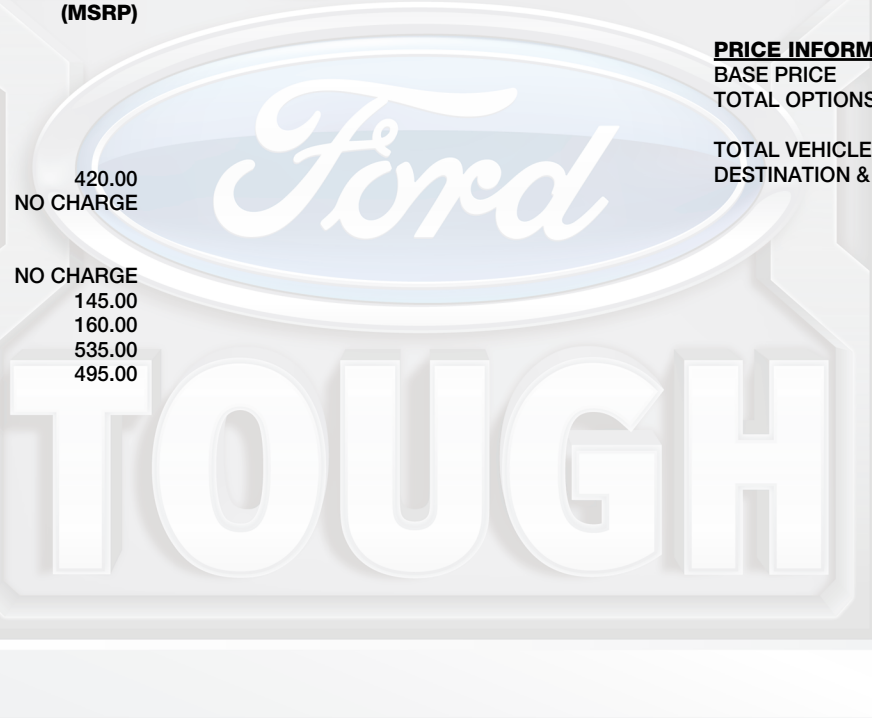 (MSRP)
420.00
NO CHARGE
NO CHARGE
145.00
160.00
535.00
495.00
PRICE INFORM
BASE PRICE
TOTAL OPTIONS
TOTAL VEHICLE
DESTINATION &
Ford
TOUGH